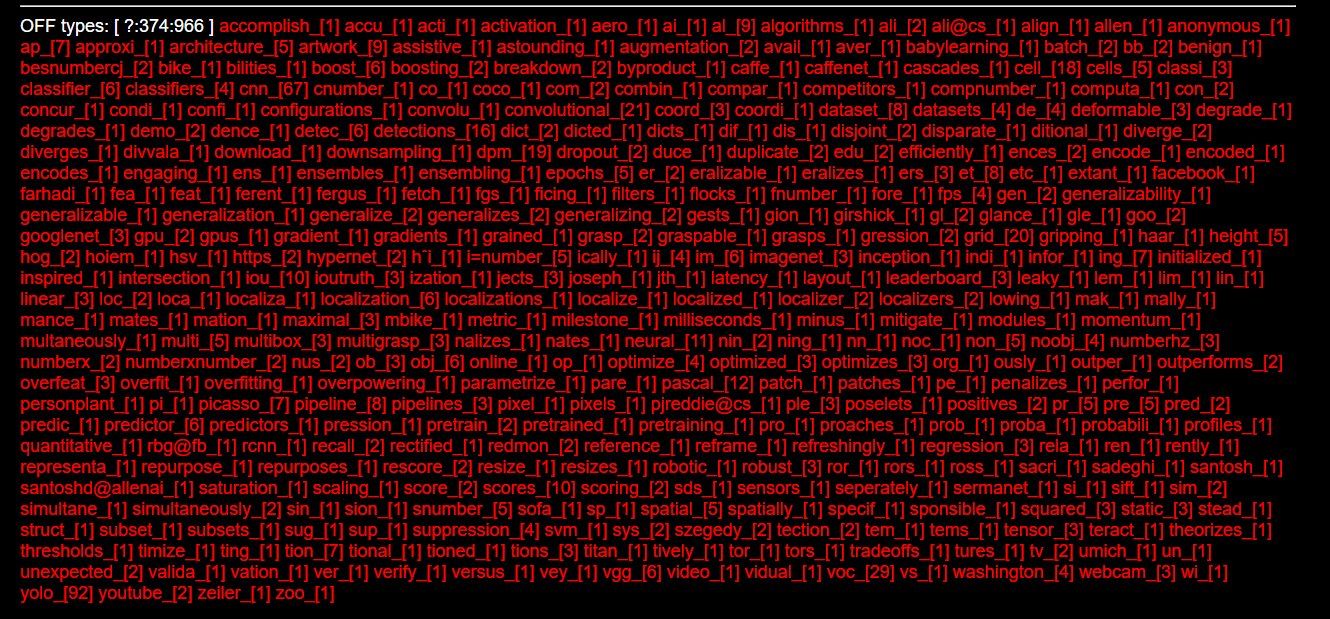 OFF types: [ ?:374:966 ] accomplish_[1] accu_[1] acti_[1] activation_[1] aero_[1] ai_[1] al_[9] algorithms_[1] ali_[2] ali@cs_[1] align_[1] allen_[1] anonymous_[1]
ap_[7] approxi_[1] architecture_[5] artwork_[9] assistive_[1] astounding_[1] augmentation_[2] avail_[1] aver_[1] babylearning_[1] batch_[2] bb_[2] benign_[1]
besnumbercj_[2] bike_[1] bilities_[1] boost_[6] boosting_[2] breakdown_[2] byproduct_[1] caffe_[1] caffenet_[1] cascades_[1] cell_[18] cells_[5] classi_[3]
classifier_[6] classifiers_[4] cnn_[67] cnumber_[1] co_[1] coco_[1] com_[2] combin_[1] compar_[1] competitors_[1] compnumber_[1] computa_[1] con_[2]
concur_[1] condi_[1] confi_[1] configurations_[1] convolu_[1] convolutional_[21] coord_[3] coordi_[1] dataset_[8] datasets_[4] de_[4] deformable_[3] degrade_[1]
degrades_[1] demo_[2] dence_[1] detec_[6] detections_[16] dict_[2] dicted_[1] dicts_[1] dif_[1] dis_[1] disjoint_[2] disparate_[1] ditional_[1] diverge_[2]
diverges_[1] divvala_[1] download_[1] downsampling_[1] dpm_[19] dropout_[2] duce_[1] duplicate_[2] edu_[2] efficiently_[1] ences_[2] encode_[1] encoded_[1]
encodes_[1] engaging_[1] ens_[1] ensembles_[1] ensembling_[1] epochs_[5] er_[2] eralizable_[1] eralizes_[1] ers_[3] et_[8] etc_[1] extant_[1] facebook_[1]
farhadi_[1] fea_[1] feat_[1] ferent_[1] fergus_[1] fetch_[1] fgs_[1] ficing_[1] filters_[1] flocks_[1] fnumber_[1] fore_[1] fps_[4] gen_[2] generalizability_[1]
generalizable_[1] generalization_[1] generalize_[2] generalizes_[2] generalizing_[2] gests_[1] gion_[1] girshick_[1] gl_[2] glance_[1] gle_[1] goo_[2]
googlenet_[3] gpu_[2] gpus_[1] gradient_[1] gradients_[1] grained_[1] grasp_[2] graspable_[1] grasps_[1] gression_[2] grid_[20] gripping_[1] haar_[1] height_[5]
hog_[2] hoiem_[1] hsv_[1] https_[2] hypernet_[2] hˆi_[1] i=number_[5] ically_[1] ij_[4] im_[6] imagenet_[3] inception_[1] indi_[1] infor_[1] ing_[7] initialized_[1]
inspired_[1] intersection_[1] iou_[10] ioutruth_[3] ization_[1] jects_[3] joseph_[1] jth_[1] latency_[1] layout_[1] leaderboard_[3] leaky_[1] lem_[1] lim_[1] lin_[1]
linear_[3] loc_[2] loca_[1] localiza_[1] localization_[6] localizations_[1] localize_[1] localized_[1] localizer_[2] localizers_[2] lowing_[1] mak_[1] mally_[1]
mance_[1] mates_[1] mation_[1] maximal_[3] mbike_[1] metric_[1] milestone_[1] milliseconds_[1] minus_[1] mitigate_[1] modules_[1] momentum_[1]
multaneously_[1] multi_[5] multibox_[3] multigrasp_[3] nalizes_[1] nates_[1] neural_[11] nin_[2] ning_[1] nn_[1] noc_[1] non_[5] noobj_[4] numberhz_[3]
numberx_[2] numberxnumber_[2] nus_[2] ob_[3] obj_[6] online_[1] op_[1] optimize_[4] optimized_[3] optimizes_[3] org_[1] ously_[1] outper_[1] outperforms_[2]
overfeat_[3] overfit_[1] overfitting_[1] overpowering_[1] parametrize_[1] pare_[1] pascal_[12] patch_[1] patches_[1] pe_[1] penalizes_[1] perfor_[1]
personplant_[1] pi_[1] picasso_[7] pipeline_[8] pipelines_[3] pixel_[1] pixels_[1] pjreddie@cs_[1] ple_[3] poselets_[1] positives_[2] pr_[5] pre_[5] pred_[2]
predic_[1] predictor_[6] predictors_[1] pression_[1] pretrain_[2] pretrained_[1] pretraining_[1] pro_[1] proaches_[1] prob_[1] proba_[1] probabili_[1] profiles_[1]
quantitative_[1] rbg@fb_[1] rcnn_[1] recall_[2] rectified_[1] redmon_[2] reference_[1] reframe_[1] refreshingly_[1] regression_[3] rela_[1] ren_[1] rently_[1]
representa_[1] repurpose_[1] repurposes_[1] rescore_[2] resize_[1] resizes_[1] robotic_[1] robust_[3] ror_[1] rors_[1] ross_[1] sacri_[1] sadeghi_[1] santosh_[1]
santoshd@allenai_[1] saturation_[1] scaling_[1] score_[2] scores_[10] scoring_[2] sds_[1] sensors_[1] seperately_[1] sermanet_[1] si_[1] sift_[1] sim_[2]
simultane_[1] simultaneously_[2] sin_[1] sion_[1] snumber_[5] sofa_[1] sp_[1] spatial_[5] spatially_[1] specif_[1] sponsible_[1] squared_[3] static_[3] stead_[1]
struct_[1] subset_[1] subsets_[1] sug_[1] sup_[1] suppression_[4] svm_[1] sys_[2] szegedy_[2] tection_[2] tem_[1] tems_[1] tensor_[3] teract_[1] theorizes_[1]
thresholds_[1] timize_[1] ting_[1] tion_[7] tional_[1] tioned_[1] tions_[3] titan_[1] tively_[1] tor_[1] tors_[1] tradeoffs_[1] tures_[1] tv_[2] umich_[1] un_[1]
unexpected_[2] valida_[1] vation_[1] ver_[1] verify_[1] versus_[1] vey_[1] vgg_[6] video_[1] vidual_[1] voc_[29] vs_[1] washington_[4] webcam_[3] wi_[1]
yolo_[92] youtube_[2] zeiler_[1] zoo_[1]